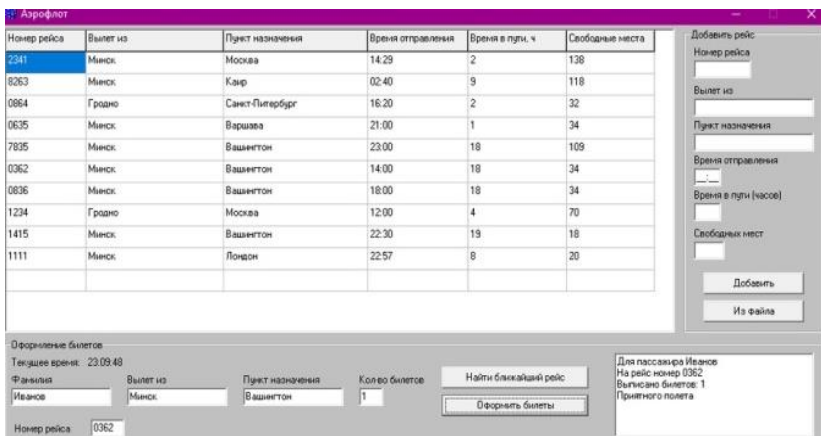 Аэрофлот
Номер рейса Вылет из Пункт назначения Время отправления Время в пути, ч Свободные места
2341 Минск Москва 14:29 2 138
8263 Минск Каир 02:40 9 118
0864 Гродно Санкт-Питербург 16:20 2 32
0635 Минск Варшава 21:00 1 34
7835 Минск Вашингтон 23:00 18 109
0362 Минск Вашингтон 14:00 18 34
0836 Минск Вашингтон 18:00 18 34
1234 Гродно Москва 12:00 4 70
1415 Минск Вашингтон 22:30 19 18
1111 Минск Лондон 22:57 8 20
Добавить рейс
Номер рейса
Вылет из
Пункт назначения
Время отправления
__:__
Время в пути (часов)
Свободных мест
Добавить
Из файла
Оформление билетов
Текущее время: 23:09:48
Фамилия Вылет из Пункт назначения Кол-во билетов
Иванов Минск Вашингтон 1
Номер рейса 0362
Найти ближайший рейс
Оформить билеты
Для пассажира Иванов
На рейс номер 0362
Выписано билетов: 1
Приятного полета